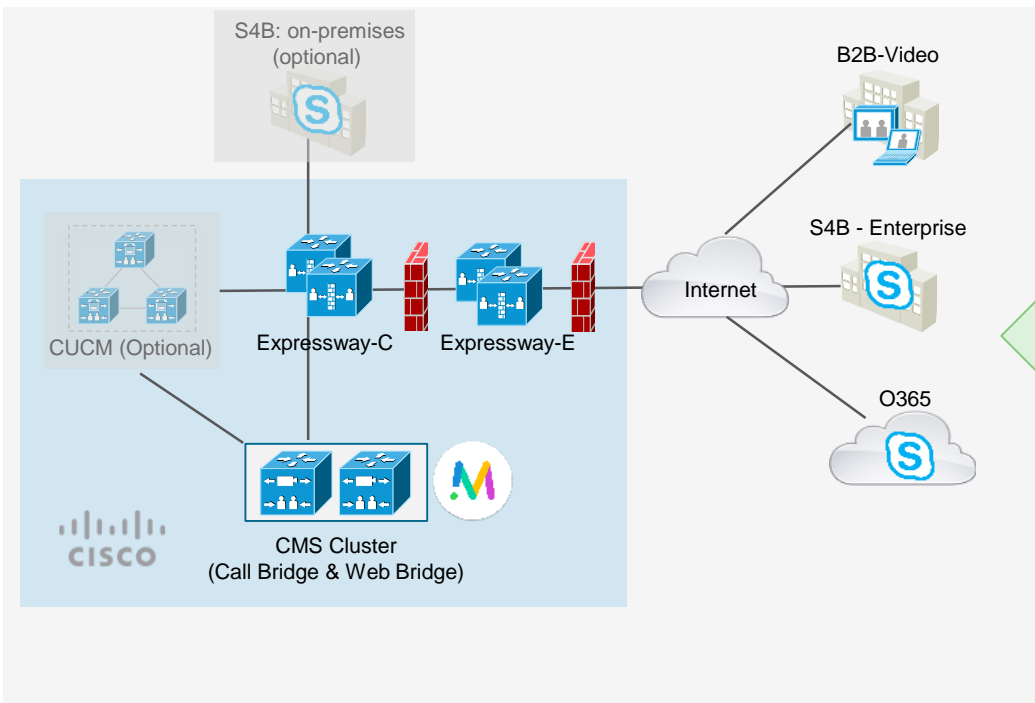 S4B: on-premises
(optional)
B2B-Video
S4B - Enterprise
Internet
CUCM (Optional)
Expressway-C
Expressway-E
O365
CMS Cluster
(Call Bridge & Web Bridge)
CISCO